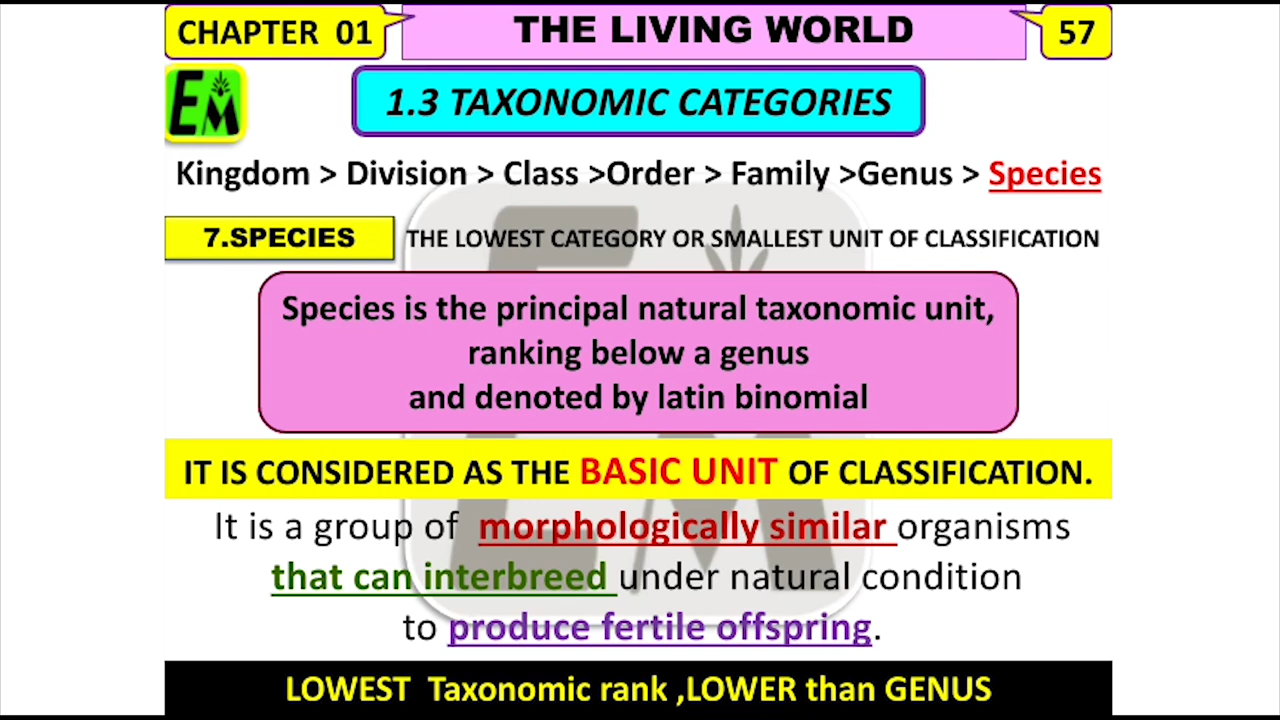 CHAPTER 01
THE LIVING WORLD
57
EM
1.3 TAXONOMIC CATEGORIES
Kingdom > Division > Class >Order > Family >Genus > Species
7.SPECIES
THE LOWEST CATEGORY OR SMALLEST UNIT OF CLASSIFICATION
Species is the principal natural taxonomic unit,
ranking below a genus
and denoted by latin binomial
IT IS CONSIDERED AS THE BASIC UNIT OF CLASSIFICATION.
It is a group of morphologically similar organisms
that can interbreed under natural condition
to produce fertile offspring.
LOWEST Taxonomic rank ,LOWER than GENUS